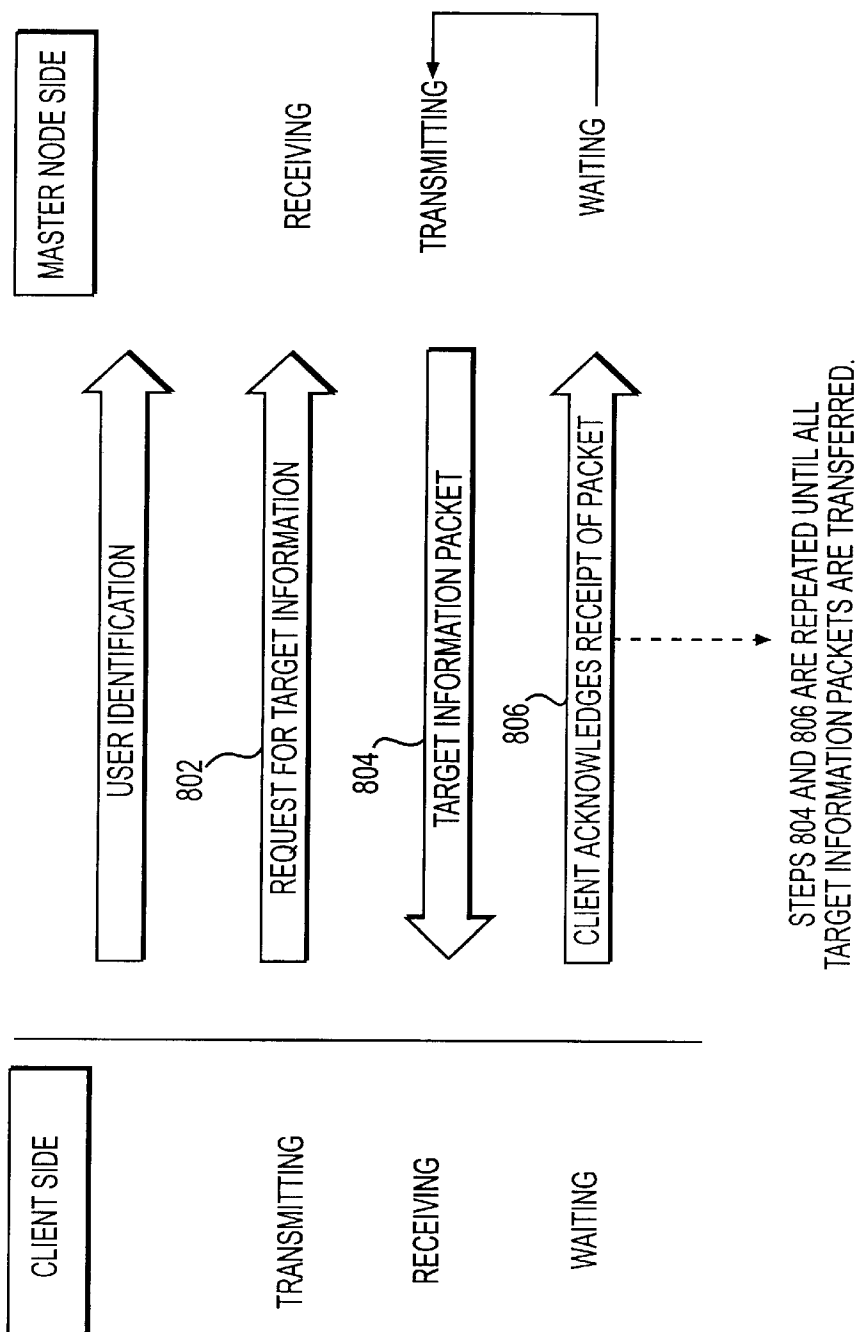 CLIENT SIDE
MASTER NODE SIDE
USER IDENTIFICATION
TRANSMITTING
802
REQUEST FOR TARGET INFORMATION
RECEIVING
RECEIVING
804
TARGET INFORMATION PACKET
TRANSMITTING
WAITING
806
CLIENT ACKNOWLEDGES RECEIPT OF PACKET
WAITING
STEPS 804 AND 806 ARE REPEATED UNTIL ALL
TARGET INFORMATION PACKETS ARE TRANSFERRED.